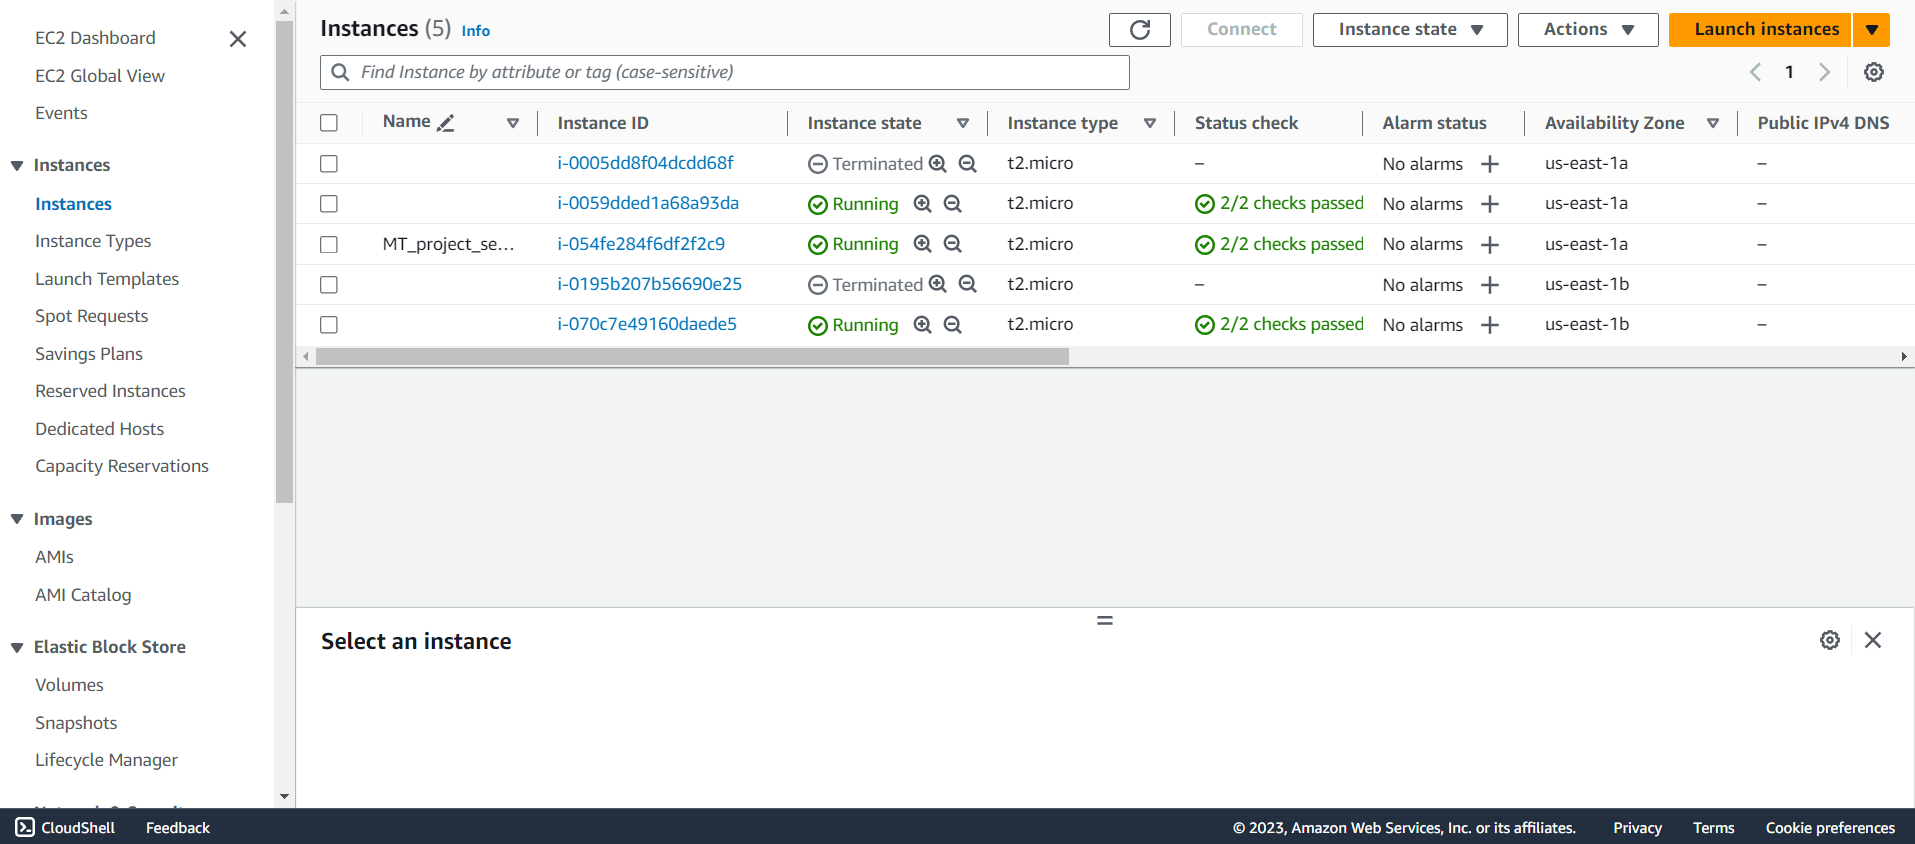 EC2 Dashboard
EC2 Global View
Events
Instances
Instances
Instance Types
Launch Templates
Spot Requests
Savings Plans
Reserved Instances
Dedicated Hosts
Capacity Reservations
Images
AMIs
AMI Catalog
Elastic Block Store
Volumes
Snapshots
Lifecycle Manager
Instances (5) Info
Connect Instance state Actions Launch instances
Find Instance by attribute or tag (case-sensitive)
1
Name Instance ID Instance state Instance type Status check Alarm status Availability Zone Public IPv4 DNS
i-0005dd8f04dcdd68f Terminated t2.micro – No alarms us-east-1a –
i-0059dded1a68a93da Running t2.micro 2/2 checks passed No alarms us-east-1a –
MT_project_se... i-054fe284f6df2f2c9 Running t2.micro 2/2 checks passed No alarms us-east-1a –
i-0195b207b56690e25 Terminated t2.micro – No alarms us-east-1b –
i-070c7e49160daede5 Running t2.micro 2/2 checks passed No alarms us-east-1b –
Select an instance
CloudShell Feedback © 2023, Amazon Web Services, Inc. or its affiliates. Privacy Terms Cookie preferences